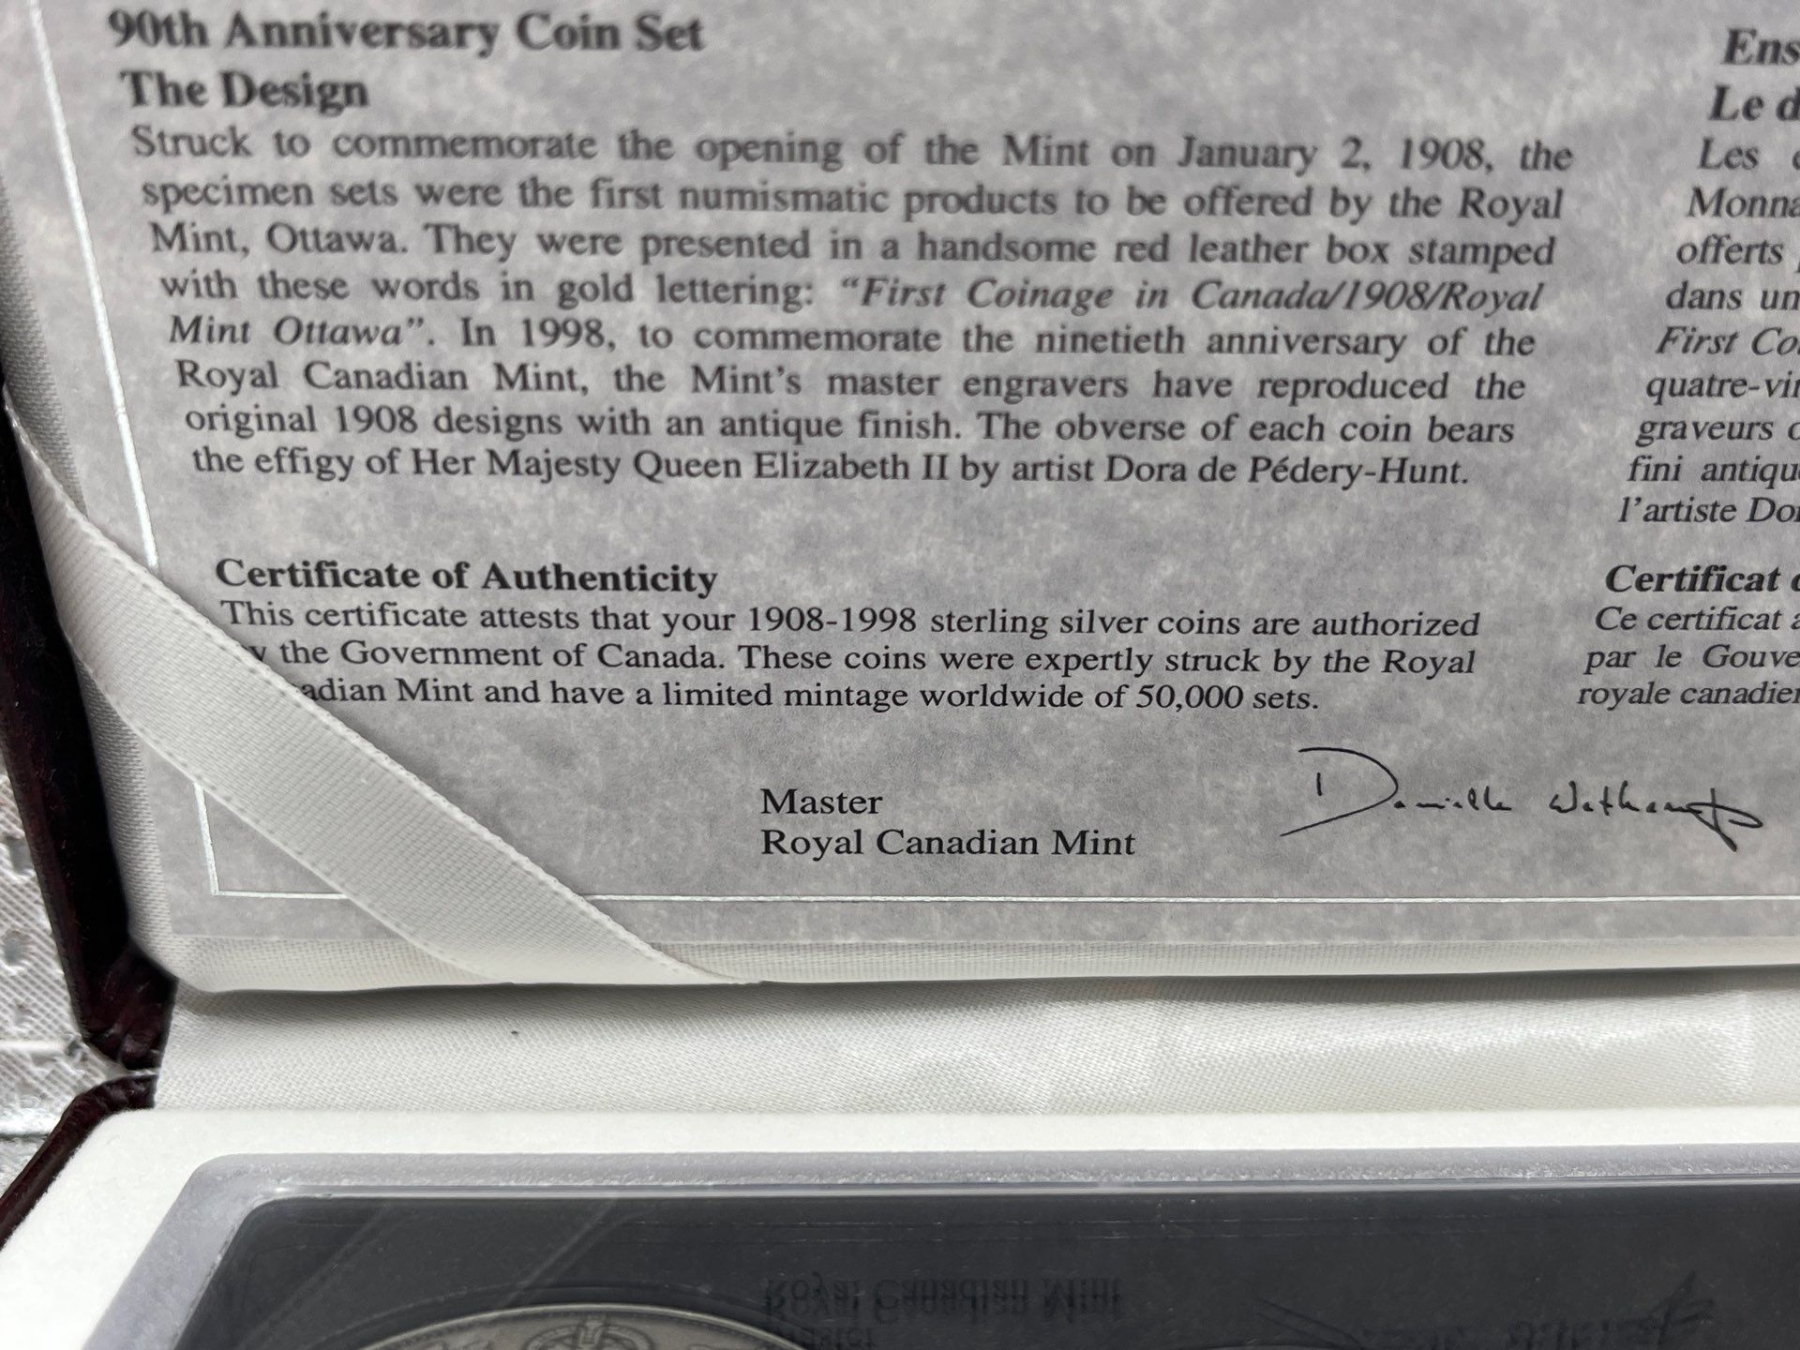 90th Anniversary Coin Set
The Design
Struck to commemorate the opening of the Mint on January 2, 1908, the
specimen sets were the first numismatic products to be offered by the Royal
Mint, Ottawa. They were presented in a handsome red leather box stamped
with these words in gold lettering: “First Coinage in Canada/1908/Royal
Mint Ottawa”. In 1998, to commemorate the ninetieth anniversary of the
Royal Canadian Mint, the Mint’s master engravers have reproduced the
original 1908 designs with an antique finish. The obverse of each coin bears
the effigy of Her Majesty Queen Elizabeth II by artist Dora de Pédery-Hunt.
Certificate of Authenticity
This certificate attests that your 1908-1998 sterling silver coins are authorized
y the Government of Canada. These coins were expertly struck by the Royal
adian Mint and have a limited mintage worldwide of 50,000 sets.
Master
Royal Canadian Mint
Ens
Le d
Les
Monna
offerts
dans un
First Co
quatre-vin
graveurs
fini antiqu
l’artiste Do
Certificat
Ce certificat a
par le Gouve
royale canadien